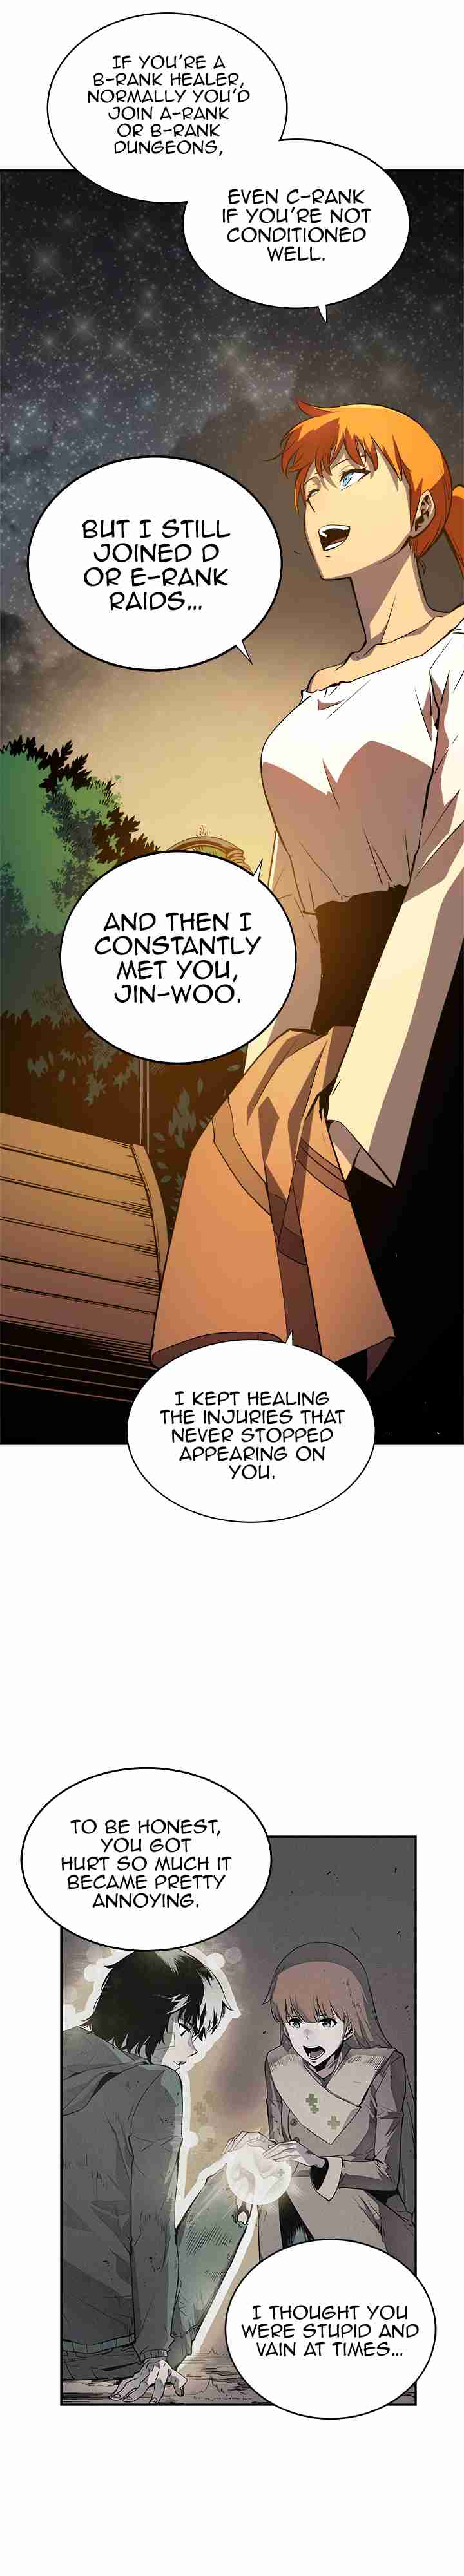 IF YOU'RE A
B-RANK HEALER,
NORMALLY YOU'D
JOIN A-RANK
OR B-RANK
DUNGEONS,
EVEN C-RANK
IF YOU'RE NOT
CONDITIONED
WELL.
BUT I STILL
JOINED D
OR E-RANK
RAIDS...
AND THEN I
CONSTANTLY
MET YOU,
JIN-WOO.
I KEPT HEALING
THE INJURIES THAT
NEVER STOPPED
APPEARING ON
YOU.
TO BE HONEST,
YOU GOT
HURT SO MUCH IT
BECAME PRETTY
ANNOYING.
I THOUGHT YOU
WERE STUPID AND
VAIN AT TIMES...